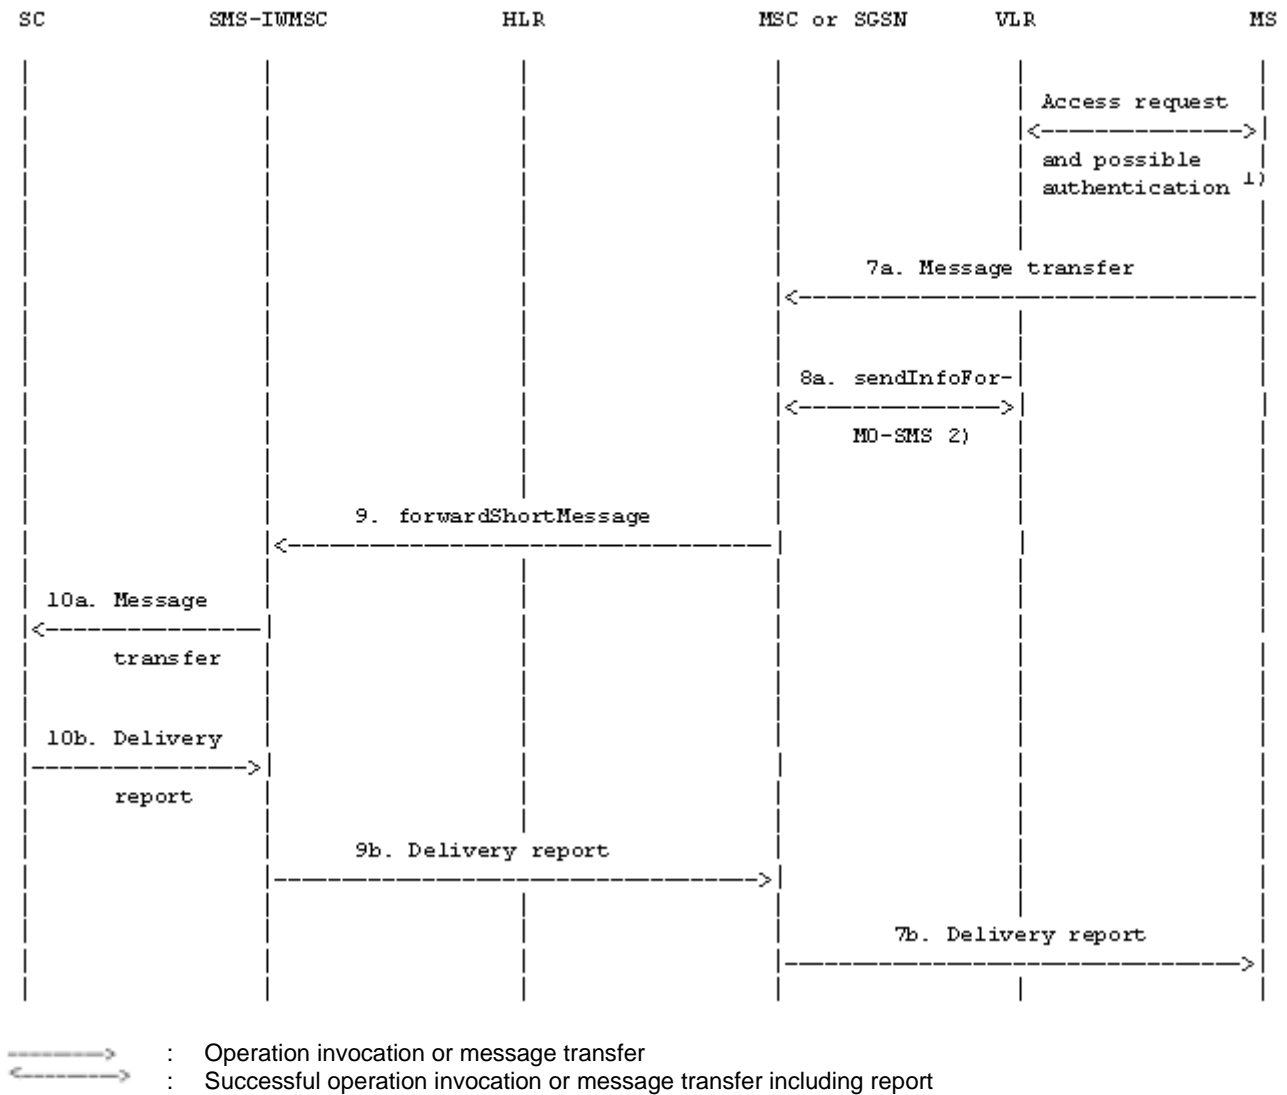 SC SMS-IWMSC HLR MSC or SGSN VLR MS
Access request
and possible
authentication 1)
7a. Message transfer
8a. sendInfoFor-
MO-SMS 2)
9. forwardShortMessage
10a. Message
transfer
10b. Delivery
report
9b. Delivery report
7b. Delivery report
: Operation invocation or message transfer
: Successful operation invocation or message transfer including report